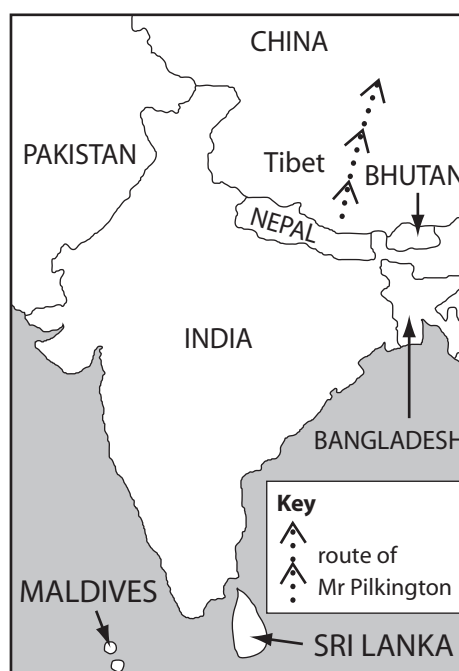 CHINA
PAKISTAN
Tibet
BHUTAN
NEPAL
INDIA
BANGLADESH
Key
route of
Mr Pilkington
MALDIVES
SRI LANKA